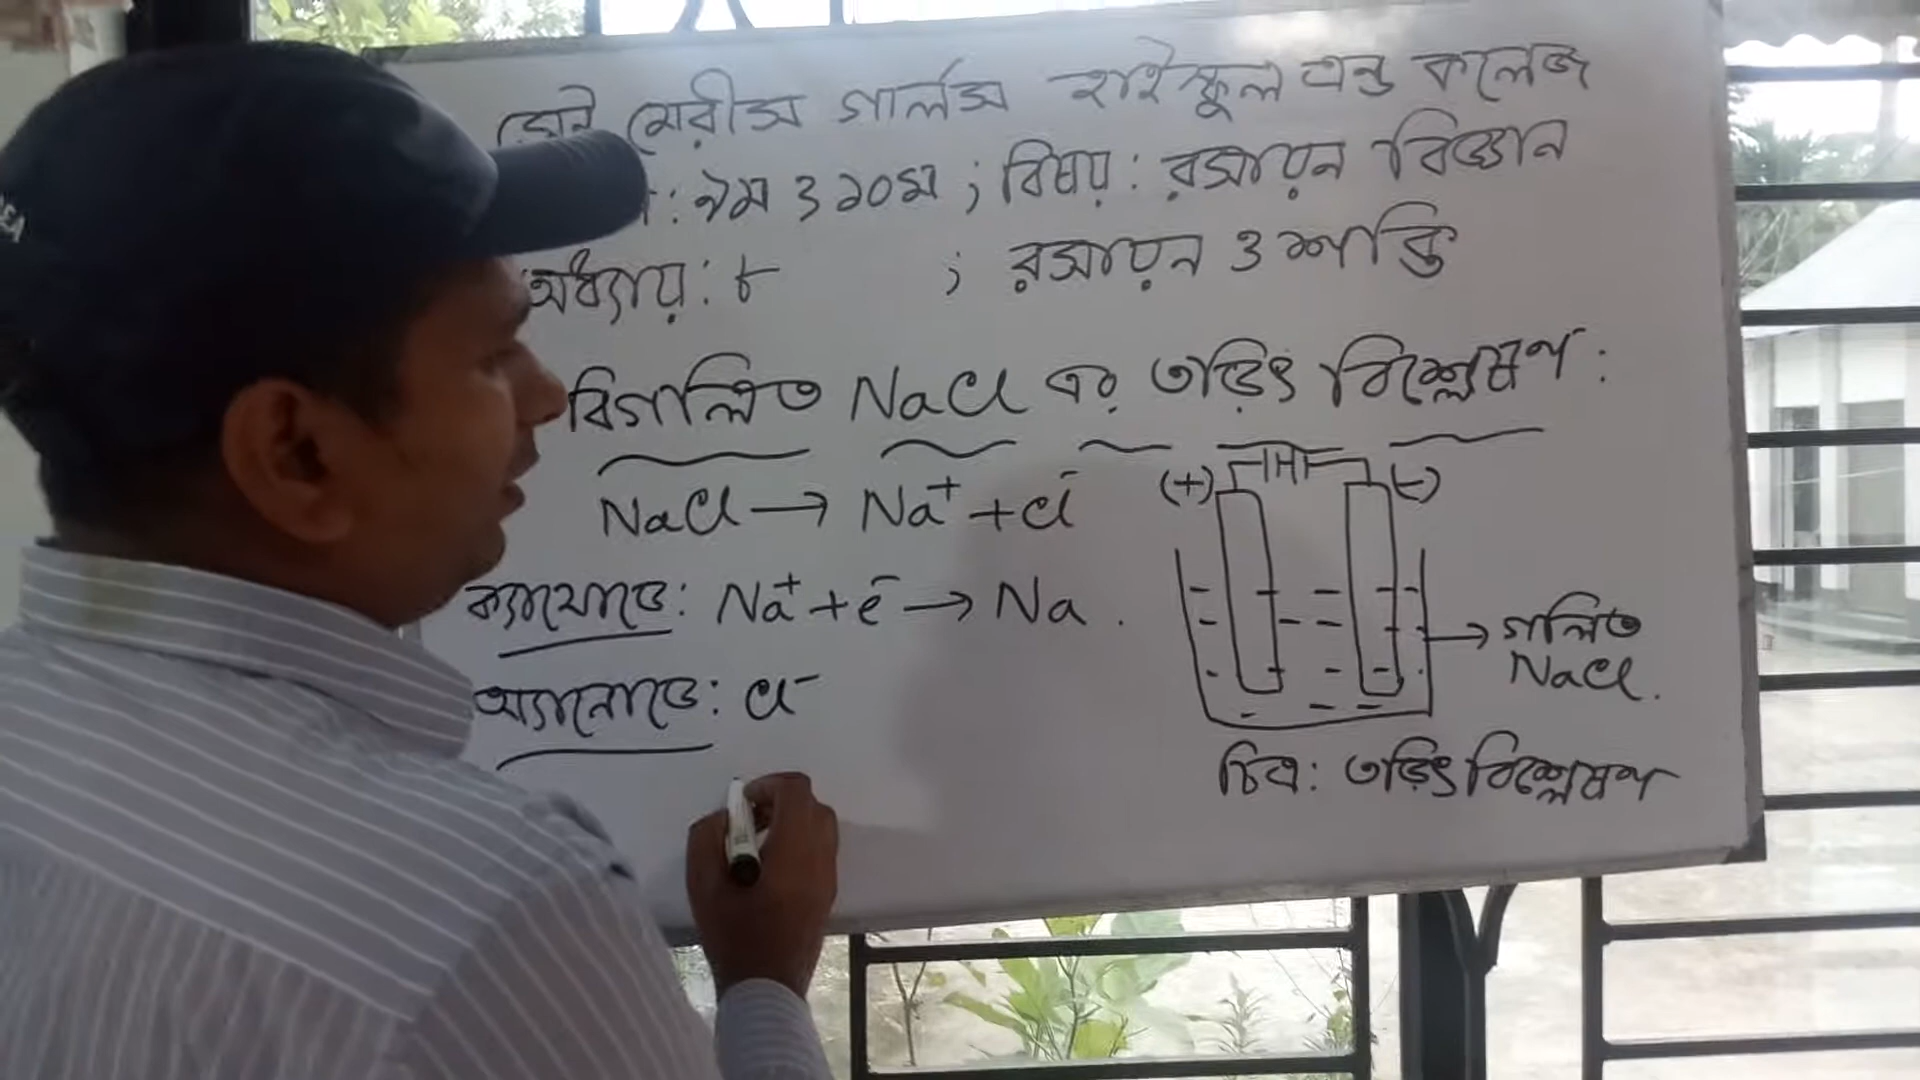 মেরীস গার্লস হাইস্কুল এন্ড কলেজ
: ৯ম ও ১০ম ; বিষয় : রসায়ন বিজ্ঞান
অধ্যায় : ৮ ; রসায়ন ও শক্তি
বিগলিত NaCl এর তড়িৎ বিশ্লেষণ :
NaCl → Na⁺ + Cl⁻
(+) (-)
ক্যাথোডে : Na⁺ + e⁻ → Na .
অ্যানোডে : Cl⁻
→ গলিত
NaCl .
চিত্র : তড়িৎ বিশ্লেষণ